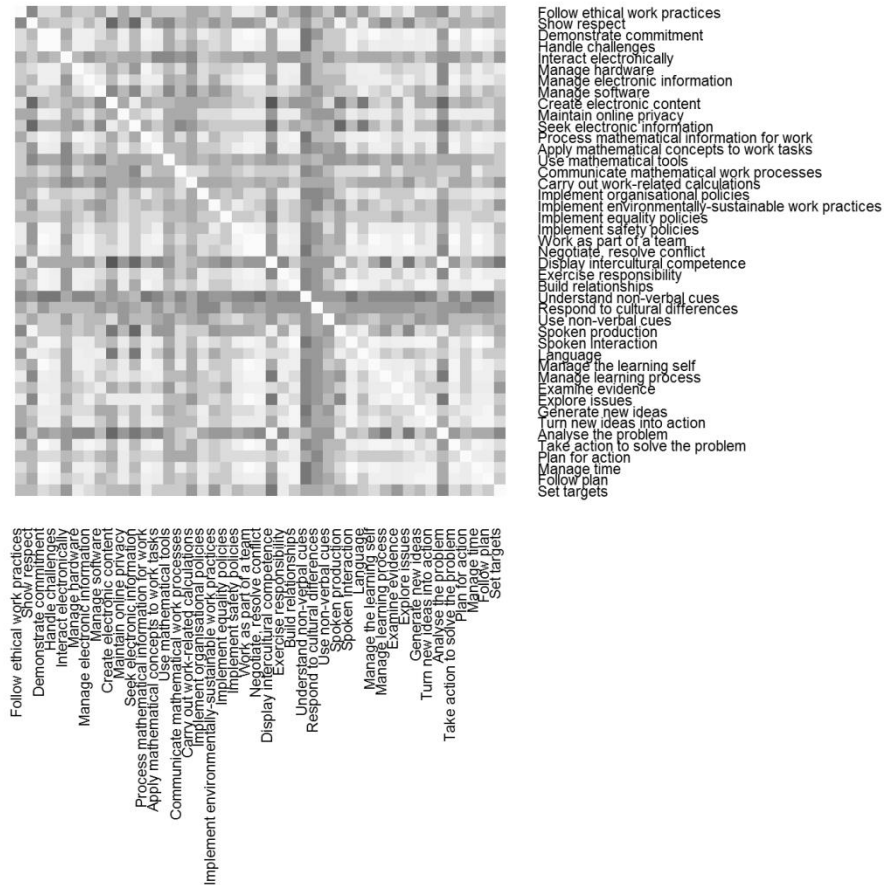 Follow ethical work practices
Show respect
Demonstrate commitment
Handle challenges
Interact electronically
Manage hardware
Manage electronic information
Manage software
Create electronic content
Maintain online privacy
Seek electronic information
Process mathematical information for work
Apply mathematical concepts to work tasks
Use mathematical tools
Communicate mathematical work processes
Carry out work-related calculations
Implement organisational policies
Implement environmentally-sustainable work practices
Implement equality policies
Implement safety policies
Work as part of a team
Negotiate, resolve conflict
Display intercultural competence
Exercise responsibility
Build relationships
Understand non-verbal cues
Respond to cultural differences
Use non-verbal cues
Spoken production
Spoken Interaction
Language
Manage the learning self
Manage learning process
Examine evidence
Explore issues
Generate new ideas
Turn new ideas into action
Analyse the problem
Take action to solve the problem
Plan for action
Manage time
Follow plan
Set targets
Follow ethical work practices
Show respect
Demonstrate commitment
Handle challenges
Interact electronically
Manage hardware
Manage electronic information
Manage software
Create electronic content
Maintain online privacy
Seek electronic information
Process mathematical information for work
Apply mathematical concepts to work tasks
Use mathematical tools
Communicate mathematical work processes
Carry out work-related calculations
Implement organisational policies
Implement environmentally-sustainable work practices
Implement equality policies
Implement safety policies
Work as part of a team
Negotiate, resolve conflict
Display intercultural competence
Exercise responsibility
Build relationships
Understand non-verbal cues
Respond to cultural differences
Use non-verbal cues
Spoken production
Spoken Interaction
Language
Manage the learning self
Manage learning process
Examine evidence
Explore issues
Generate new ideas
Turn new ideas into action
Analyse the problem
Take action to solve the problem
Plan for action
Manage time
Follow plan
Set targets